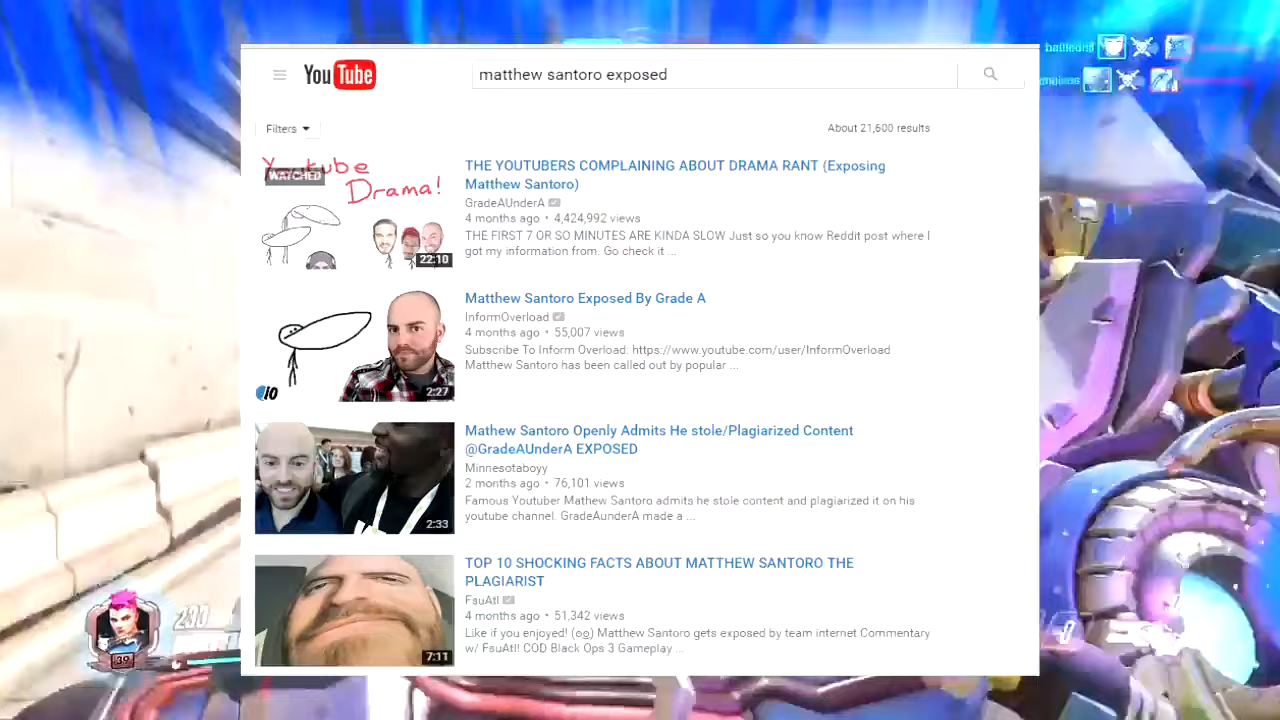 YouTube
matthew santoro exposed
Filters
About 21,600 results
Youtube
Drama!
WATCHED
22:10
THE YOUTUBERS COMPLAINING ABOUT DRAMA RANT (Exposing
Matthew Santoro)
GradeAUnderA
4 months ago • 4,424,992 views
THE FIRST 7 OR SO MINUTES ARE KINDA SLOW Just so you know Reddit post where I
got my information from. Go check it ...
IO
2:27
Matthew Santoro Exposed By Grade A
InformOverload
4 months ago • 55,007 views
Subscribe To Inform Overload: https://www.youtube.com/user/InformOverload
Matthew Santoro has been called out by popular ...
2:33
Mathew Santoro Openly Admits He stole/Plagiarized Content
@GradeAUnderA EXPOSED
Minnesotaboyy
2 months ago • 76,101 views
Famous Youtuber Mathew Santoro admits he stole content and plagiarized it on his
youtube channel. GradeAunderA made a ...
7:11
TOP 10 SHOCKING FACTS ABOUT MATTHEW SANTORO THE
PLAGIARIST
FsuAtl
4 months ago • 51,342 views
Like if you enjoyed! (ʘʘ) Matthew Santoro gets exposed by team internet Commentary
w/ FsuAtl! COD Black Ops 3 Gameplay ...
39